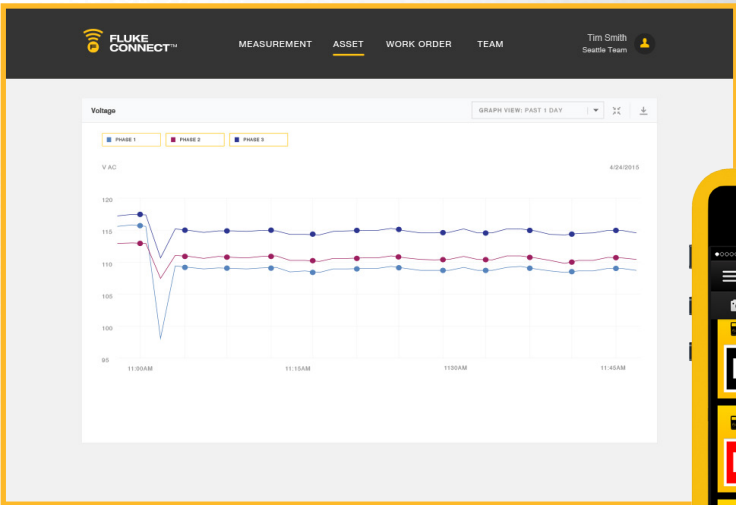 FLUKE
CONNECT™
MEASUREMENT ASSET WORK ORDER TEAM
Tim Smith
Seattle Team
Voltage
GRAPH VIEW: PAST 1 DAY
PHASE 1 PHASE 2 PHASE 3
V AC 4/24/2015
120
115
110
105
100
95
11:00AM 11:15AM 1130AM 11:45AM